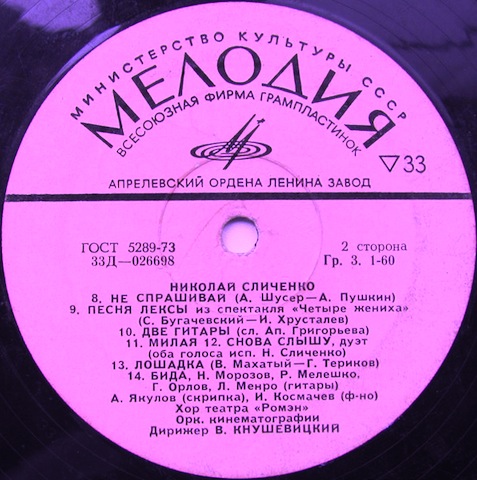 МИНИСТЕРСТВО КУЛЬТУРЫ СССР
МЕЛОДИЯ
ВСЕСОЮЗНАЯ ФИРМА ГРАМПЛАСТИНОК
▽33
АПРЕЛЕВСКИЙ ОРДЕНА ЛЕНИНА ЗАВОД
ГОСТ 5289-73
2 сторона
33Д—026698
Гр. 3. 1-60
НИКОЛАЙ СЛИЧЕНКО
8. НЕ СПРАШИВАЙ (А. Шусер—А. Пушкин)
9. ПЕСНЯ ЛЕКСЫ из спектакля «Четыре жениха»
(С. Бугачевский—И. Хрусталев)
10. ДВЕ ГИТАРЫ (сл. Ап. Григорьева)
11. МИЛАЯ 12. СНОВА СЛЫШУ, дуэт
(оба голоса исп. Н. Сличенко)
13. ЛОШАДКА (В. Махатый—Г. Териков)
14. БИДА, Н. Морозов, Р. Мелешко,
Г. Орлов, Л. Менро (гитары)
А. Якулов (скрипка), И. Космачев (ф-но)
Хор театра «Ромэн»
Орк. кинематографии
Дирижер В. КНУШЕВИЦКИЙ